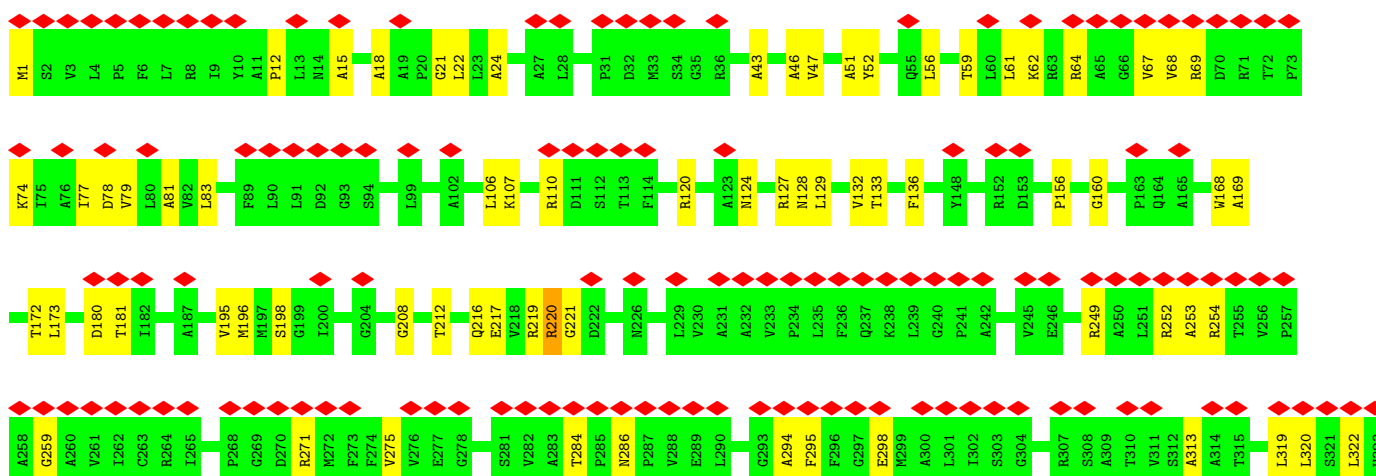 M1 S2 V3 L4 P5 F6 L7 R8 I9 Y10 A11 P12 L13 N14 A15 A18 A19 P20 G21 L22 L23 A24 A27 L28 P31 D32 M33 S34 G35 R36 A43 A46 V47 A51 Y52 Q55 L56 T59 L60 L61 K62 R63 R64 A65 G66 V67 V68 R69 D70 R71 T72 P73
K74 I75 A76 I77 D78 V79 L80 A81 V82 L83 F89 L90 L91 D92 G93 S94 L99 A102 L106 K107 R110 D111 S112 T113 F114 R120 A123 N124 R127 N128 L129 V132 T133 F136 Y148 R152 D153 P156 G160 P163 Q164 A165 W168 A169
T172 L173 D180 T181 I182 A187 V195 M196 M197 S198 G199 I200 G204 G208 T212 Q216 E217 V218 R219 R220 G221 D222 N226 L229 V230 A231 A232 V233 P234 L235 F236 Q237 K238 L239 G240 P241 A242 V245 E246 R249 A250 L251 R252 A253 R254 T255 V256 P257
A258 G259 A260 V261 I262 C263 R264 I265 P268 G269 D270 R271 M272 F273 F274 V275 V276 E277 G278 S281 V282 A283 T284 P285 N286 P287 V288 E289 L290 G293 A294 F295 F296 G297 E298 M299 A300 L301 I302 S303 G304 R307 S308 A309 T310 V311 S312 A313 A314 T315 L319 L320 S321 L322